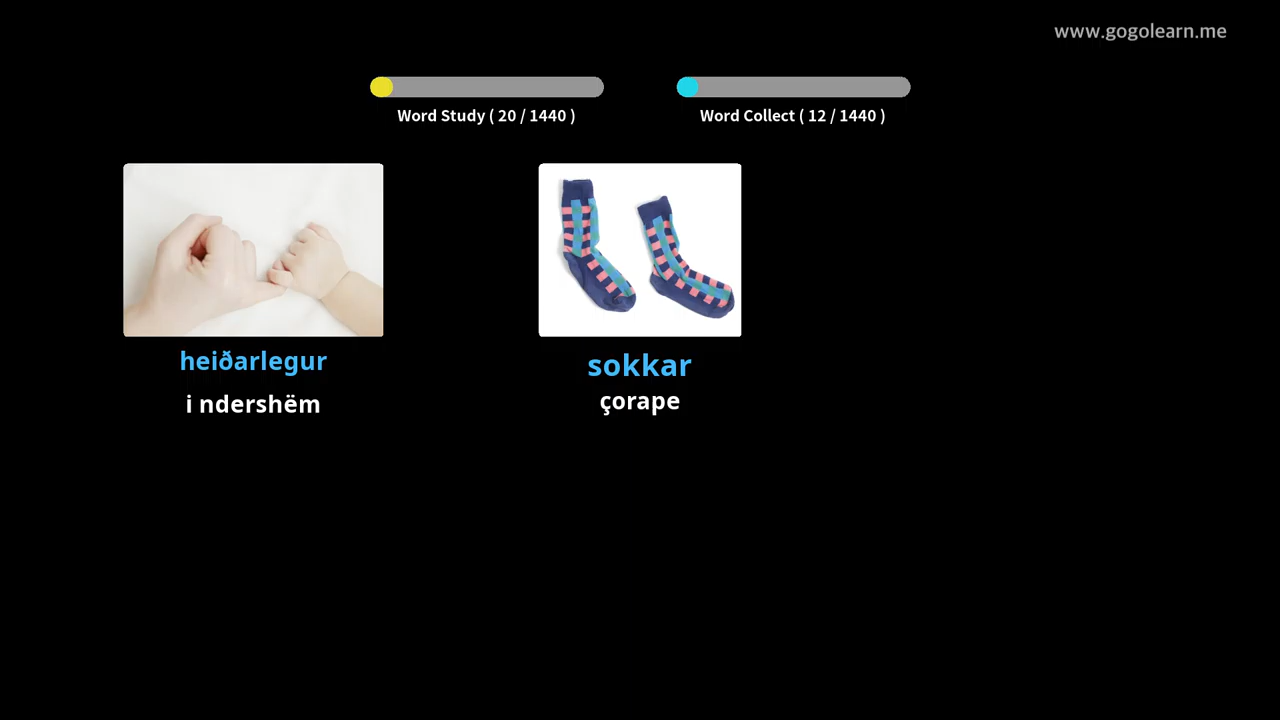 www.gogolearn.me
Word Study ( 20 / 1440 )
Word Collect ( 12 / 1440 )
heiðarlegur
i ndershëm
sokkar
çorape